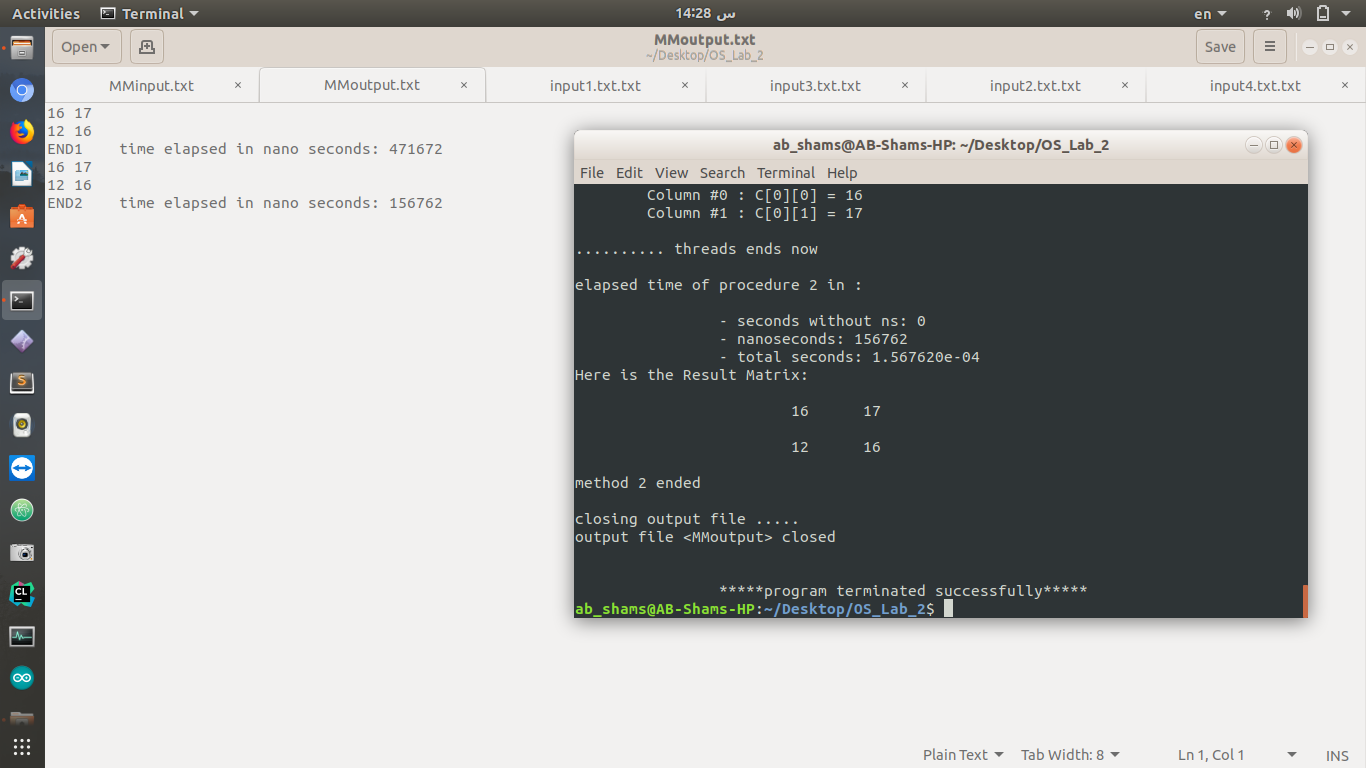 Activities Terminal س 14:28 en ?
Open MMoutput.txt Save
~/Desktop/OS_Lab_2
MMinput.txt × MMoutput.txt × input1.txt.txt × input3.txt.txt × input2.txt.txt × input4.txt.txt ×
16 17
12 16
END1 time elapsed in nano seconds: 471672
16 17
12 16
END2 time elapsed in nano seconds: 156762
ab_shams@AB-Shams-HP: ~/Desktop/OS_Lab_2
File Edit View Search Terminal Help
Column #0 : C[0][0] = 16
Column #1 : C[0][1] = 17
.......... threads ends now
elapsed time of procedure 2 in :
- seconds without ns: 0
- nanoseconds: 156762
- total seconds: 1.567620e-04
Here is the Result Matrix:
16 17
12 16
method 2 ended
closing output file .....
output file <MMoutput> closed
*****program terminated successfully*****
ab_shams@AB-Shams-HP:~/Desktop/OS_Lab_2$
S
CL
Plain Text Tab Width: 8 Ln 1, Col 1 INS